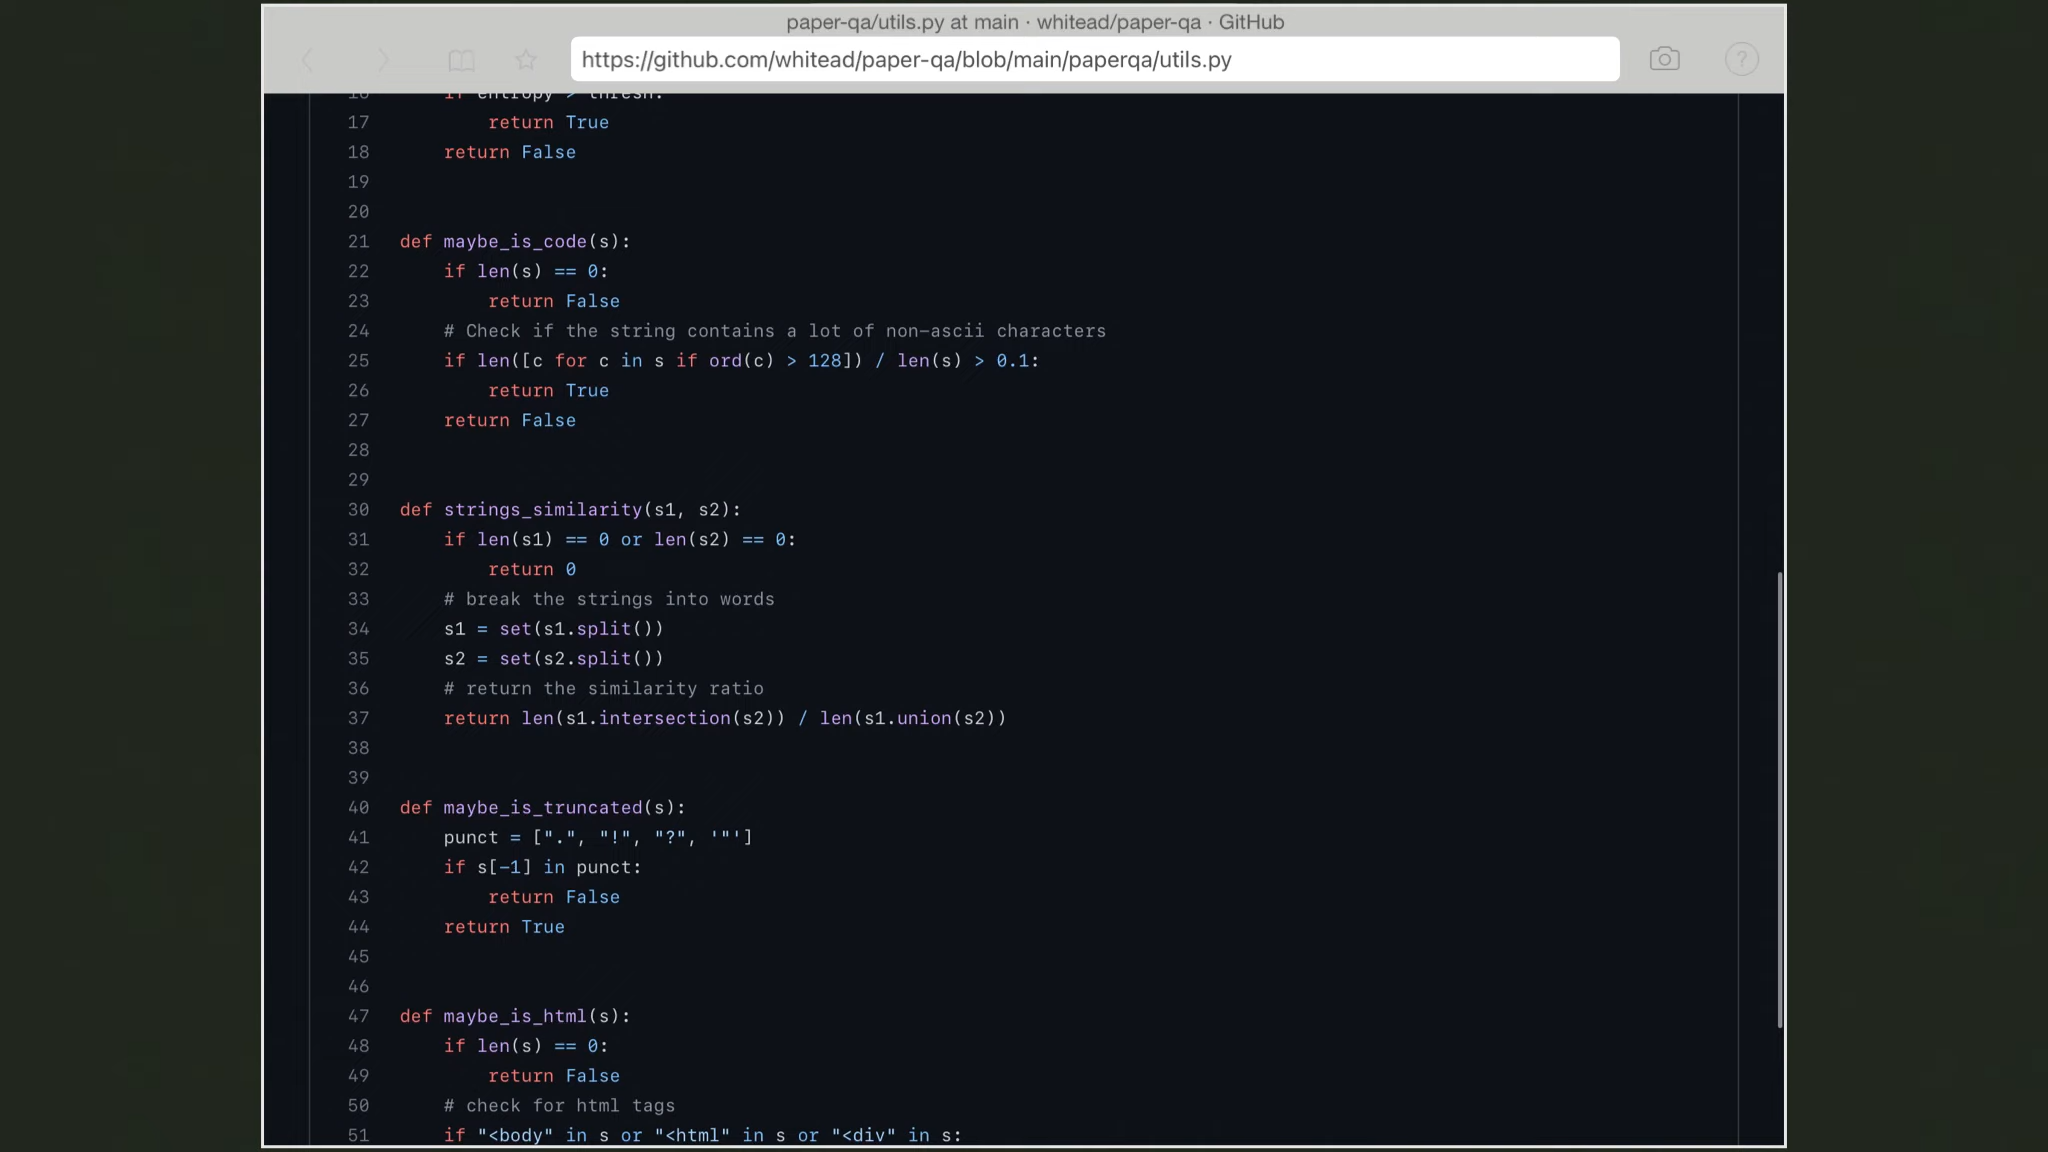 paper-qa/utils.py at main · whitead/paper-qa · GitHub
https://github.com/whitead/paper-qa/blob/main/paperqa/utils.py
?
16 if entropy > thresh:
17 return True
18 return False
19
20
21 def maybe_is_code(s):
22 if len(s) == 0:
23 return False
24 # Check if the string contains a lot of non-ascii characters
25 if len([c for c in s if ord(c) > 128]) / len(s) > 0.1:
26 return True
27 return False
28
29
30 def strings_similarity(s1, s2):
31 if len(s1) == 0 or len(s2) == 0:
32 return 0
33 # break the strings into words
34 s1 = set(s1.split())
35 s2 = set(s2.split())
36 # return the similarity ratio
37 return len(s1.intersection(s2)) / len(s1.union(s2))
38
39
40 def maybe_is_truncated(s):
41 punct = [".", "!", "?", '"']
42 if s[-1] in punct:
43 return False
44 return True
45
46
47 def maybe_is_html(s):
48 if len(s) == 0:
49 return False
50 # check for html tags
51 if "<body" in s or "<html" in s or "<div" in s: